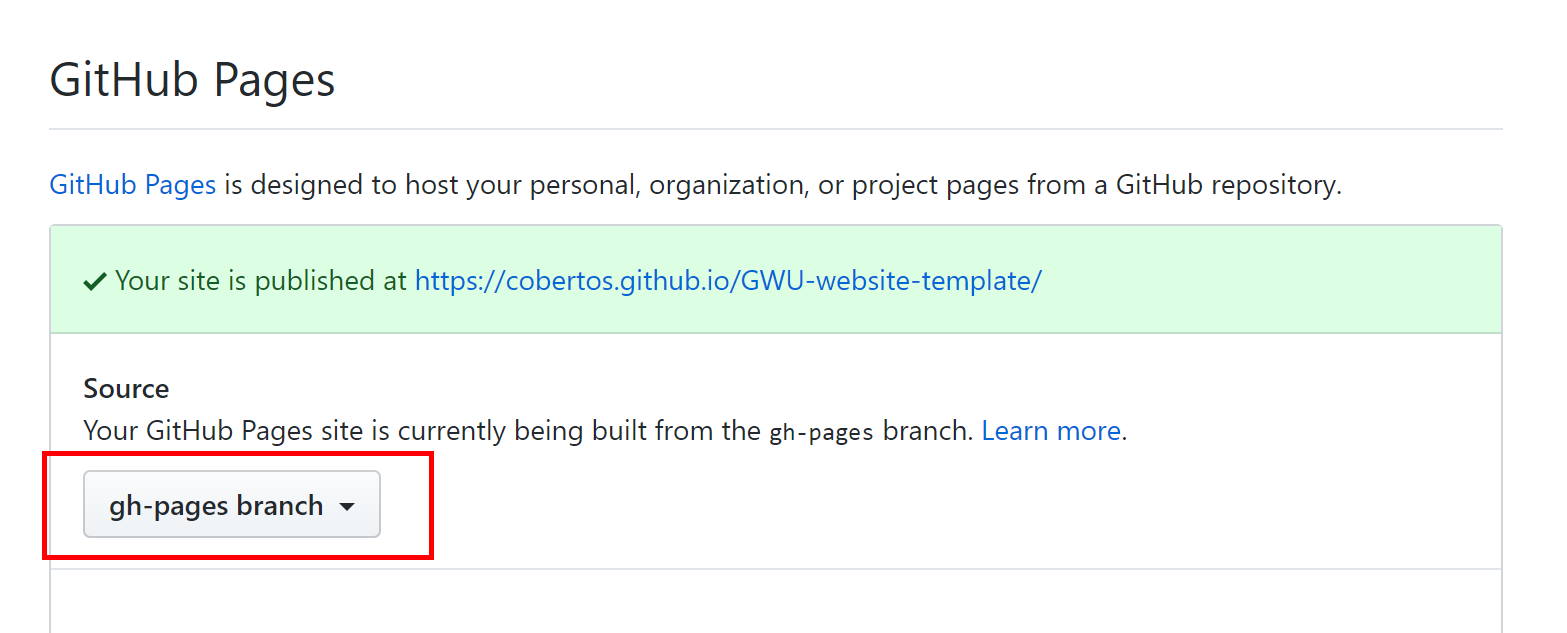 GitHub Pages
GitHub Pages is designed to host your personal, organization, or project pages from a GitHub repository.
Your site is published at https://cobertos.github.io/GWU-website-template/
Source
Your GitHub Pages site is currently being built from the gh-pages branch. Learn more.
gh-pages branch